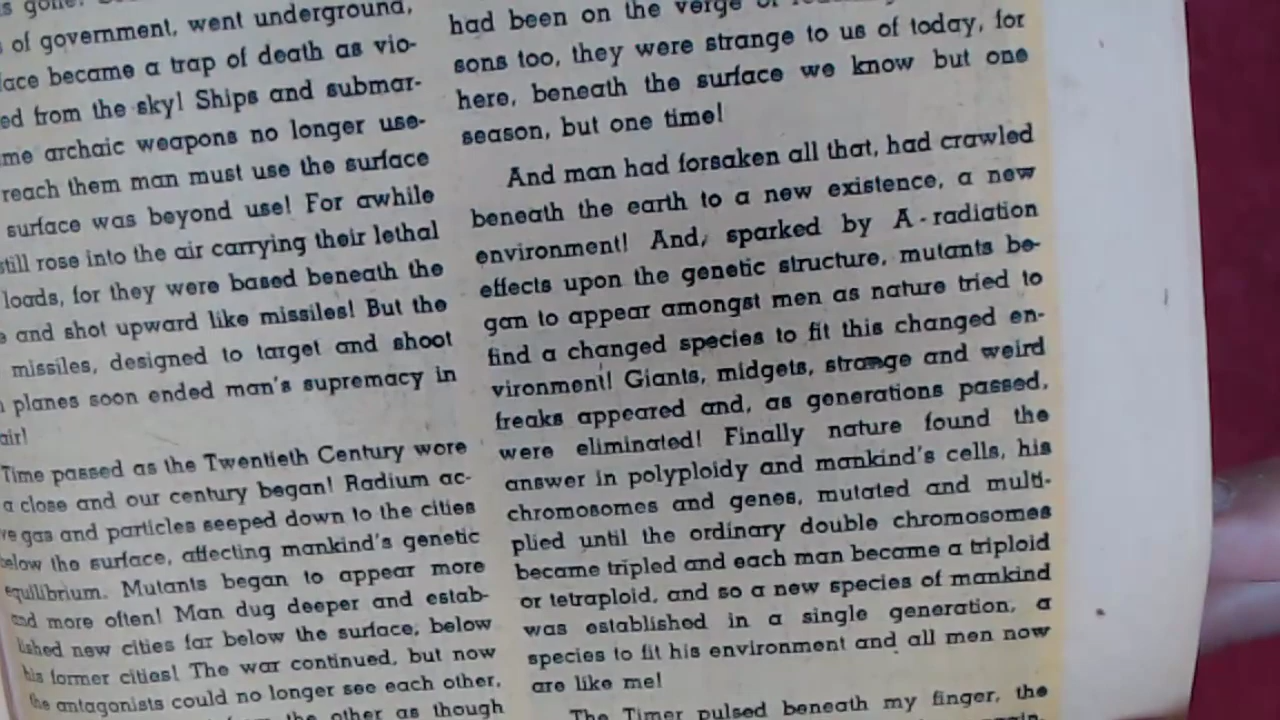 of government, went underground,
ace became a trap of death as vio-
ed from the sky! Ships and submar-
me archaic weapons no longer use-
reach them man must use the surface
surface was beyond use! For awhile
still rose into the air carrying their lethal
loads, for they were based beneath the
and shot upward like missiles! But the
missiles, designed to target and shoot
planes soon ended man's supremacy in
air!
Time passed as the Twentieth Century wore
a close and our century began! Radium ac-
ve gas and particles seeped down to the cities
below the surface, affecting mankind's genetic
equilibrium. Mutants began to appear more
and more often! Man dug deeper and estab-
lished new cities far below the surface, below
his former cities! The war continued, but now
the antagonists could no longer see each other,
the other as though
had been on the verge of
sons too, they were strange to us of today, for
here, beneath the surface we know but one
season, but one time!
And man had forsaken all that, had crawled
beneath the earth to a new existence, a new
environment! And, sparked by A-radiation
effects upon the genetic structure, mutants be-
gan to appear amongst men as nature tried to
find a changed species to fit this changed en-
vironment! Giants, midgets, strange and weird
freaks appeared and, as generations passed,
were eliminated! Finally nature found the
answer in polyploidy and mankind's cells, his
chromosomes and genes, mutated and multi-
plied until the ordinary double chromosomes
became tripled and each man became a triploid
or tetraploid, and so a new species of mankind
was established in a single generation, a
species to fit his environment and all men now
are like me!
The Timer pulsed beneath my finger, the